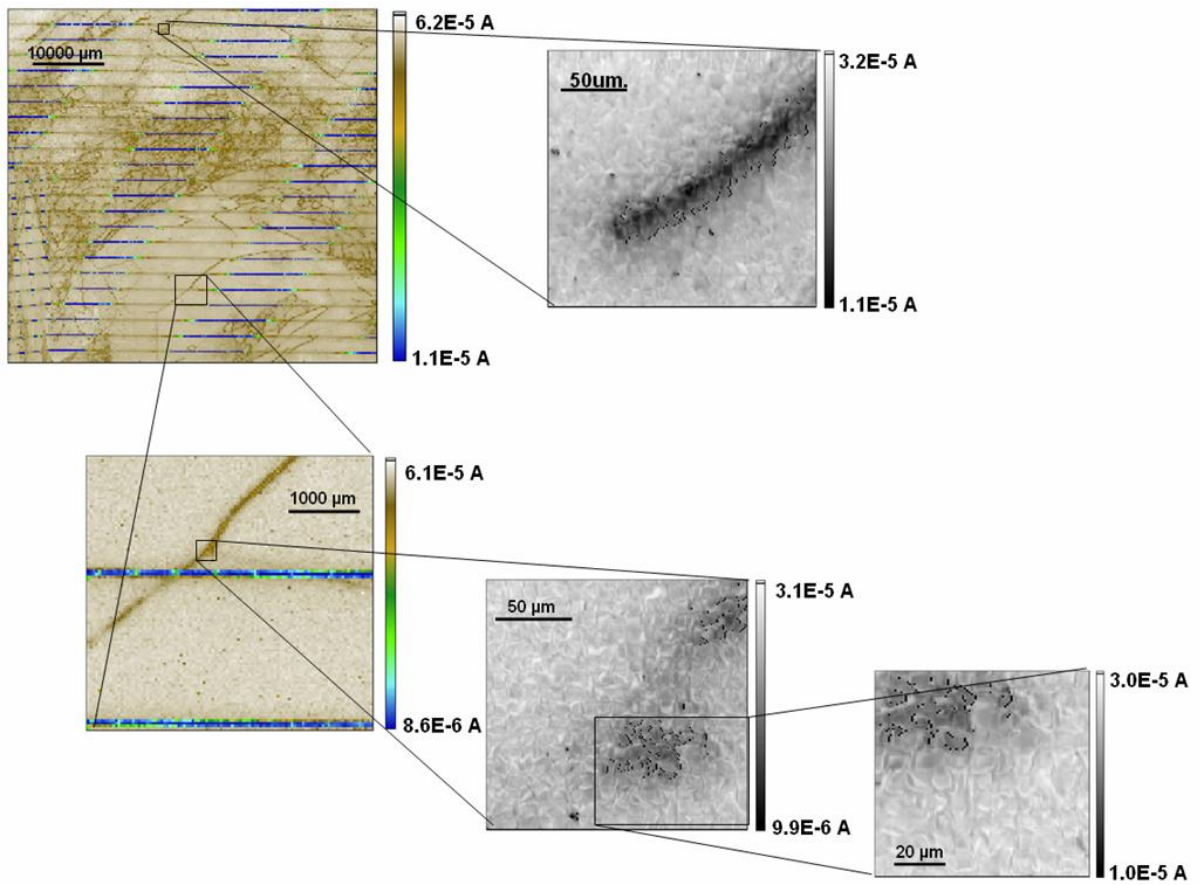 10000 µm
6.2E-5 A
1.1E-5 A
50um.
3.2E-5 A
1.1E-5 A
1000 µm
6.1E-5 A
8.6E-6 A
50 µm
3.1E-5 A
9.9E-6 A
20 µm
3.0E-5 A
1.0E-5 A